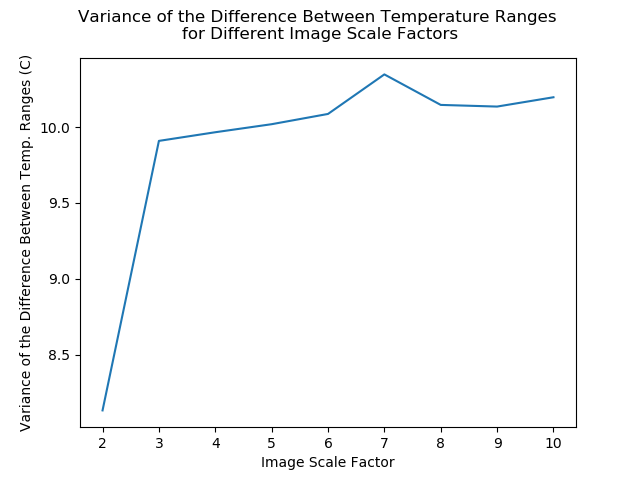 Variance of the Difference Between Temperature Ranges
for Different Image Scale Factors
Variance of the Difference Between Temp. Ranges (C)
10.0
9.5
9.0
8.5
2 3 4 5 6 7 8 9 10
Image Scale Factor